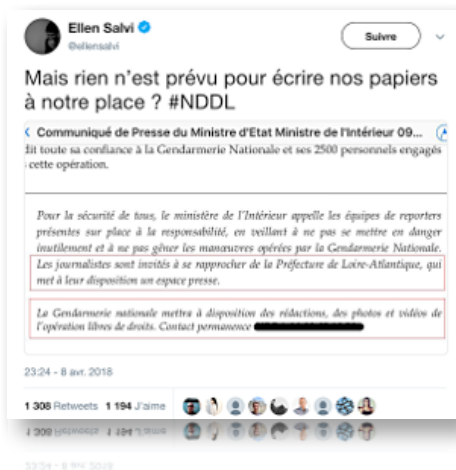 Ellen Salvi
@ellensalvi
Suivre
Mais rien n'est prévu pour écrire nos papiers
à notre place ? #NDDL
Communiqué de Presse du Ministre d'Etat Ministre de l'Intérieur 09...
dit toute sa confiance à la Gendarmerie Nationale et ses 2500 personnels engagés
cette opération.
Pour la sécurité de tous, le ministère de l'Intérieur appelle les équipes de reporters
présentes sur place à la responsabilité, en veillant à ne pas se mettre en danger
inutilement et à ne pas gêner les manœuvres opérées par la Gendarmerie Nationale.
Les journalistes sont invités à se rapprocher de la Préfecture de Loire-Atlantique, qui
met à leur disposition un espace presse.
La Gendarmerie nationale mettra à disposition des rédactions, des photos et vidéos de
l'opération libres de droits. Contact permanence
23:24 - 8 avr. 2018
1 308 Retweets 1 194 J'aime